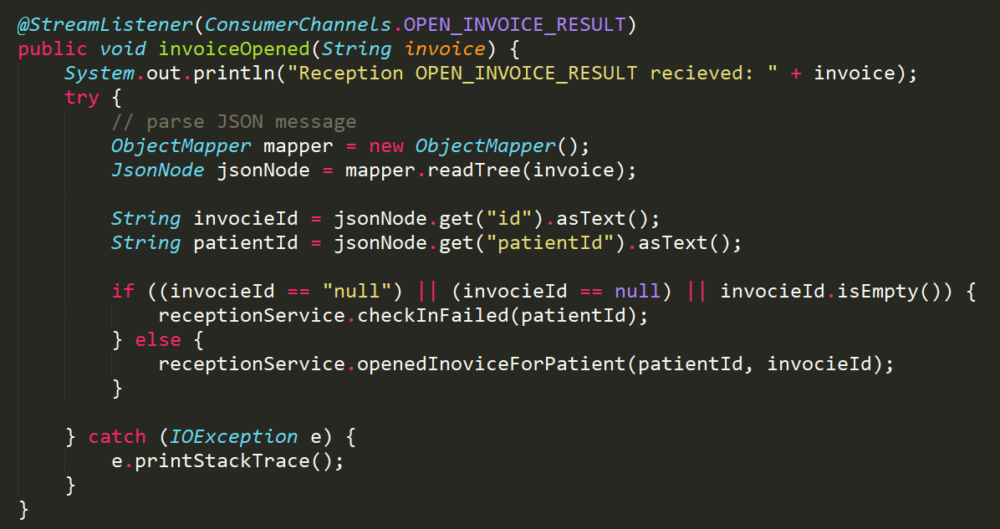 @StreamListener(ConsumerChannels.OPEN_INVOICE_RESULT)
public void invoiceOpened(String invoice) {
    System.out.println("Reception OPEN_INVOICE_RESULT recieved: " + invoice);
    try {
        // parse JSON message
        ObjectMapper mapper = new ObjectMapper();
        JsonNode jsonNode = mapper.readTree(invoice);

        String invocieId = jsonNode.get("id").asText();
        String patientId = jsonNode.get("patientId").asText();

        if ((invocieId == "null") || (invocieId == null) || invocieId.isEmpty()) {
            receptionService.checkInFailed(patientId);
        } else {
            receptionService.openedInoviceForPatient(patientId, invocieId);
        }

    } catch (IOException e) {
        e.printStackTrace();
    }
}